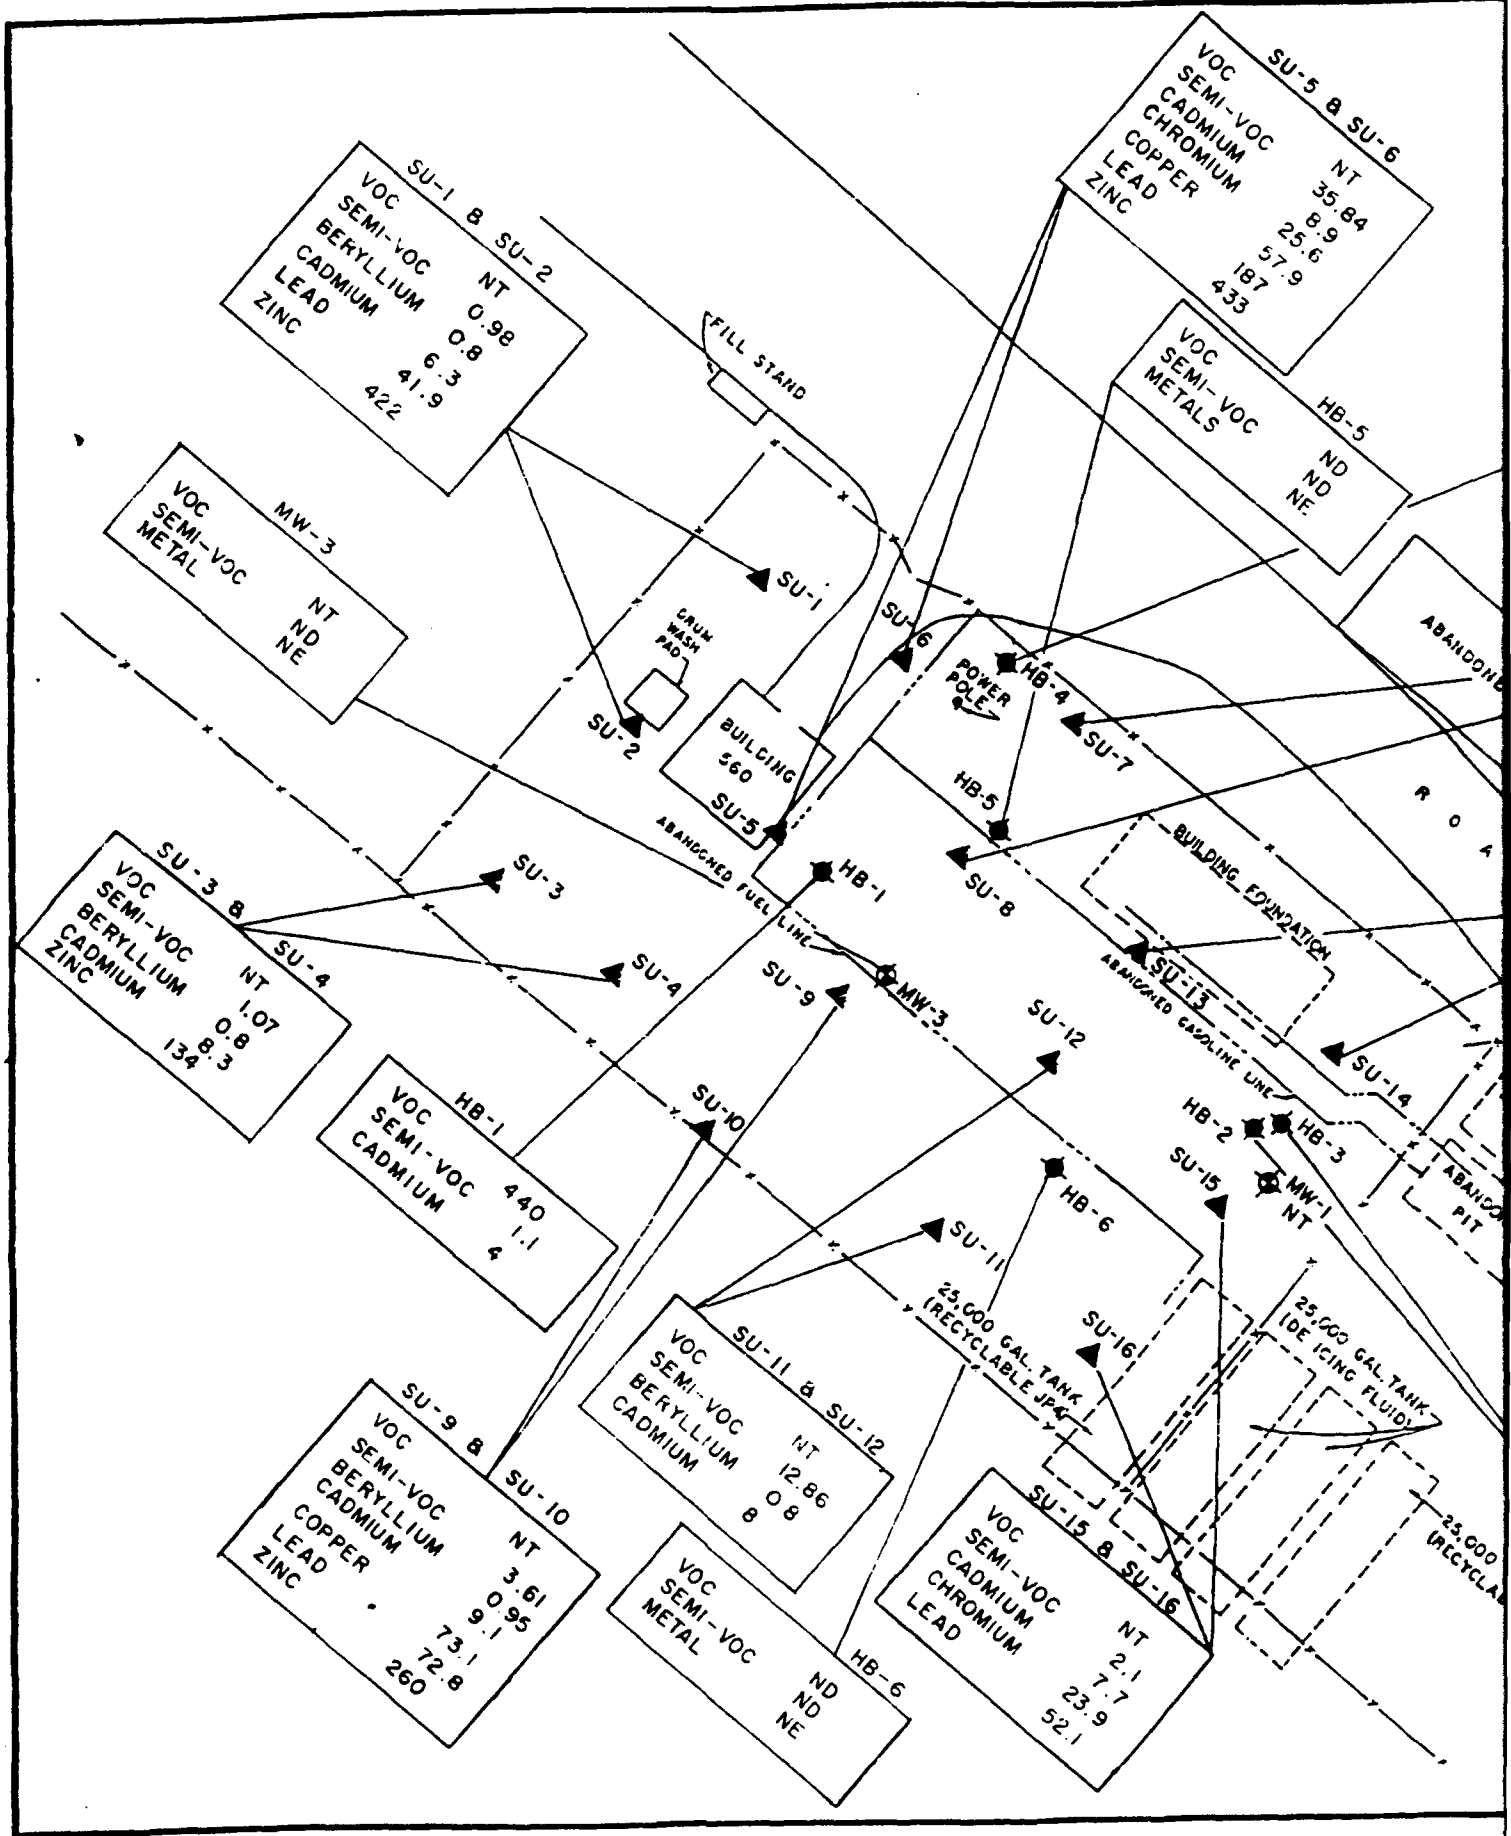 SU-5 & SU-6
VOC NT
SEMI-VOC 35.84
CADMIUM 8.9
CHROMIUM 25.6
COPPER 57.9
LEAD 187
ZINC 433
SU-1 & SU-2
VOC NT
SEMI-VOC 0.98
BERYLLIUM 0.8
CADMIUM 6.3
LEAD 41.9
ZINC 422
FILL STAND
HB-5
VOC ND
SEMI-VOC ND
METALS NE
MW-3
VOC NT
SEMI-VOC ND
METAL NE
SU-1
DRUM
WASH
PAD
SU-2
SU-6
POWER
POLE
HB-4
SU-7
BUILDING
560
SU-5
HB-5
ABANDONE
R O A
ABANDONED FUEL LINE
HB-1
SU-8
BUILDING FOUNDATION
SU-3 & SU-4
VOC NT
SEMI-VOC 1.07
BERYLLIUM 0.8
CADMIUM 8.3
ZINC 134
SU-3
SU-4
SU-9
MW-3
SU-12
SU-13
ABANDONED GASOLINE LINE
SU-14
HB-1
VOC 440
SEMI-VOC 1.1
CADMIUM 4
SU-10
HB-2
HB-3
SU-15
MW-1
NT
ABANDO
PIT
HB-6
SU-11
25,000 GAL. TANK
(RECYCLABLE JP4)
SU-16
25,000 GAL. TANK
(DE ICING FLUID)
SU-11 & SU-12
VOC NT
SEMI-VOC 12.86
BERYLLIUM 0.8
CADMIUM 8
SU-9 & SU-10
VOC NT
SEMI-VOC 3.61
BERYLLIUM 0.95
CADMIUM 9.1
COPPER 73.1
LEAD 72.8
ZINC 260
HB-6
VOC ND
SEMI-VOC ND
METAL NE
SU-15 & SU-16
VOC NT
SEMI-VOC 2.1
CADMIUM 7.7
CHROMIUM 23.9
LEAD 52.1
25,000
(RECYCLA